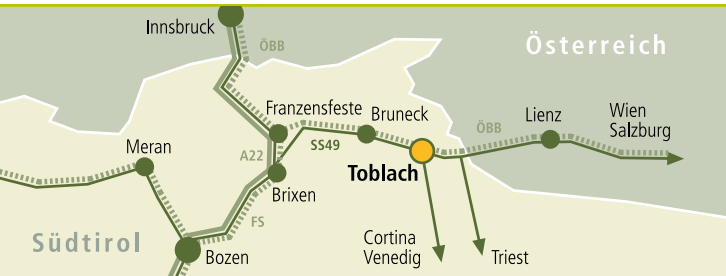 Innsbruck
ÖBB
Österreich
Franzensfeste
Bruneck
ÖBB
Lienz
Wien
Salzburg
Meran
A22
SS49
Toblach
Brixen
FS
Südtirol
Bozen
Cortina
Venedig
Triest